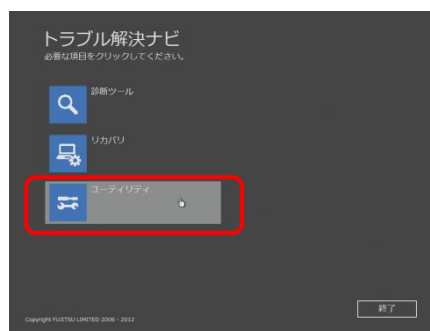 トラブル解決ナビ
必要な項目をクリックしてください。
診断ツール
リカバリ
ユーティリティ
終了
Copyright FUJITSU LIMITED 2006 - 2012